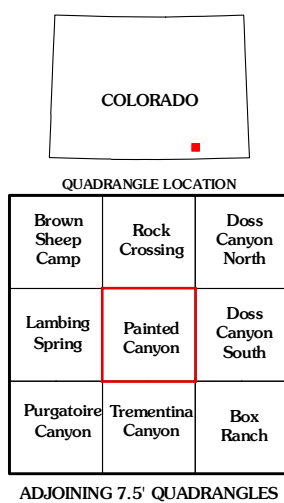 COLORADO
QUADRANGLE LOCATION
Brown
Sheep
Camp
Rock
Crossing
Doss
Canyon
North
Lambing
Spring
Painted
Canyon
Doss
Canyon
South
Purgatoire
Canyon
Trementina
Canyon
Box
Ranch
ADJOINING 7.5' QUADRANGLES